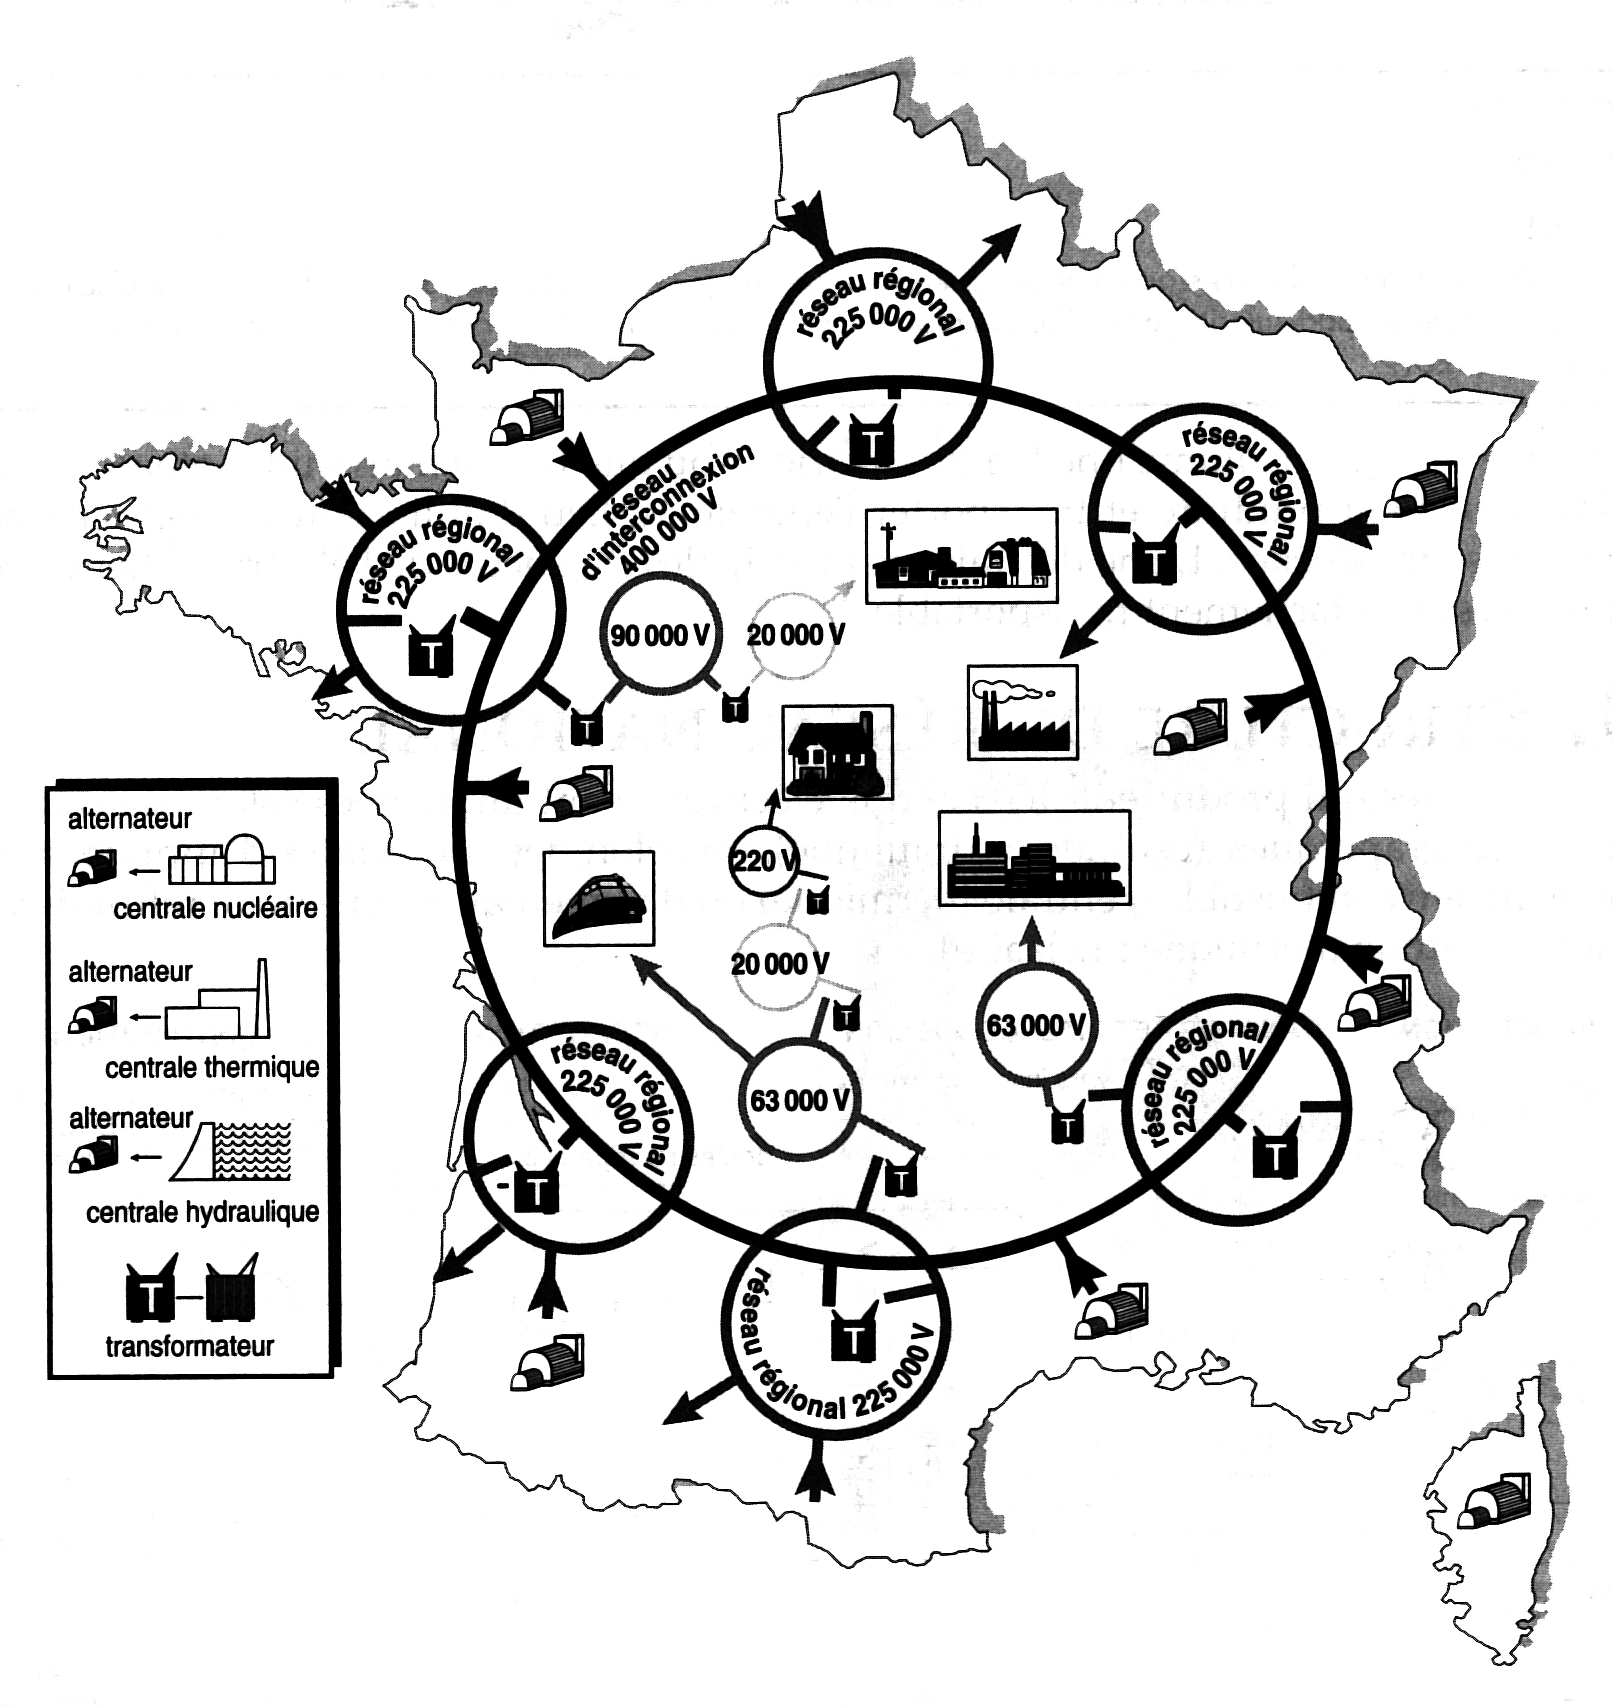 réseau régional
225 000 V
T
réseau régional
225 000 V
T
réseau
d'interconnexion
400 000 V
réseau régional
225 000 V
T
90 000 V
20 000 V
T
T
220 V
T
20 000 V
T
63 000 V
T
63 000 V
T
réseau régional
225 000 V
T
réseau régional
225 000 V
T
réseau régional 225 000 V
T
alternateur
centrale nucléaire
alternateur
centrale thermique
alternateur
centrale hydraulique
T
transformateur